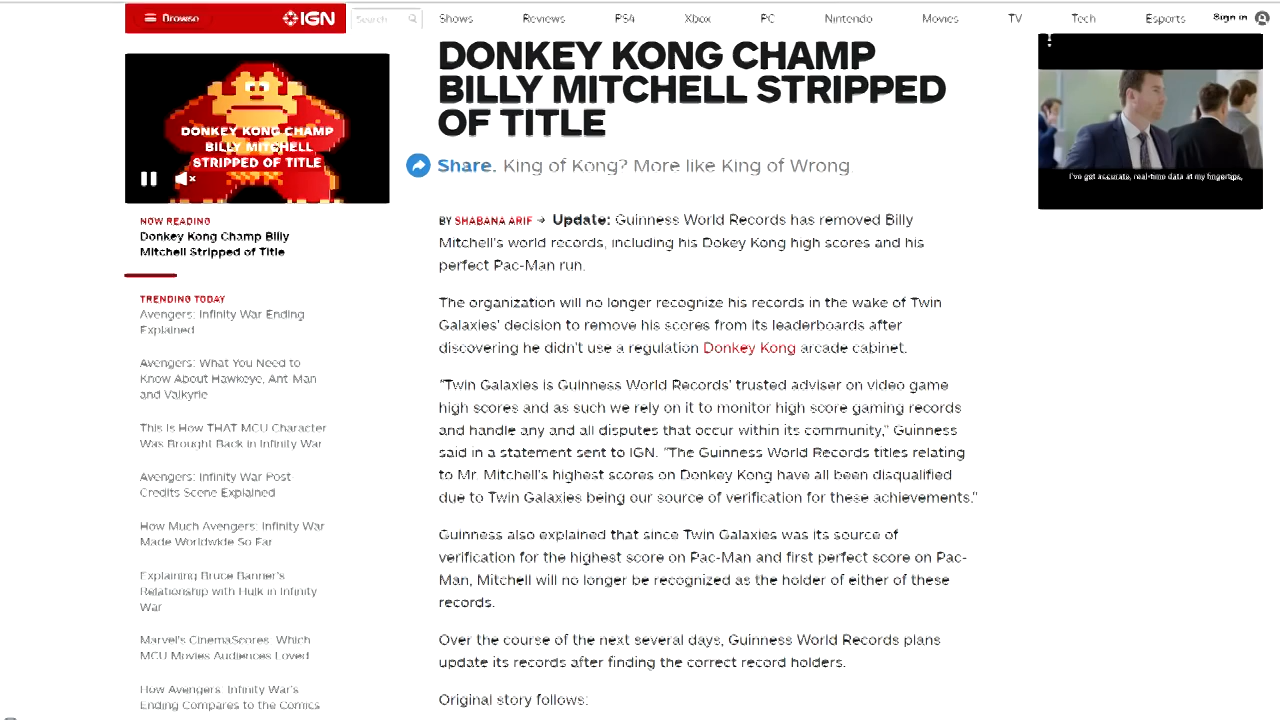 Browse
IGN
Search
Shows
Reviews
PS4
Xbox
PC
Nintendo
Movies
TV
Tech
Esports
Sign in
DONKEY KONG CHAMP
BILLY MITCHELL STRIPPED
OF TITLE
NOW READING
Donkey Kong Champ Billy
Mitchell Stripped of Title
TRENDING TODAY
Avengers: Infinity War Ending
Explained
Avengers: What You Need to
Know About Hawkeye, Ant-Man
and Valkyrie
This Is How THAT MCU Character
Was Brought Back in Infinity War
Avengers: Infinity War Post
Credits Scene Explained
How Much Avengers: Infinity War
Made Worldwide So Far
Explaining Bruce Banner's
Relationship with Hulk in Infinity
War
Marvel's CinemaScores: Which
MCU Movies Audiences Loved
How Avengers: Infinity War's
Ending Compares to the Comics
DONKEY KONG CHAMP
BILLY MITCHELL STRIPPED
OF TITLE
Share. King of Kong? More like King of Wrong
BY SHABANA ARIF → Update: Guinness World Records has removed Billy
Mitchell's world records, including his Dokey Kong high scores and his
perfect Pac-Man run.
The organization will no longer recognize his records in the wake of Twin
Galaxies' decision to remove his scores from its leaderboards after
discovering he didn't use a regulation Donkey Kong arcade cabinet.
"Twin Galaxies is Guinness World Records' trusted adviser on video game
high scores and as such we rely on it to monitor high score gaming records
and handle any and all disputes that occur within its community," Guinness
said in a statement sent to IGN. "The Guinness World Records titles relating
to Mr. Mitchell's highest scores on Donkey Kong have all been disqualified
due to Twin Galaxies being our source of verification for these achievements."
Guinness also explained that since Twin Galaxies was its source of
verification for the highest score on Pac-Man and first perfect score on Pac-
Man, Mitchell will no longer be recognized as the holder of either of these
records.
Over the course of the next several days, Guinness World Records plans
update its records after finding the correct record holders.
Original story follows:
I've got accurate, real-time data at my fingertips,